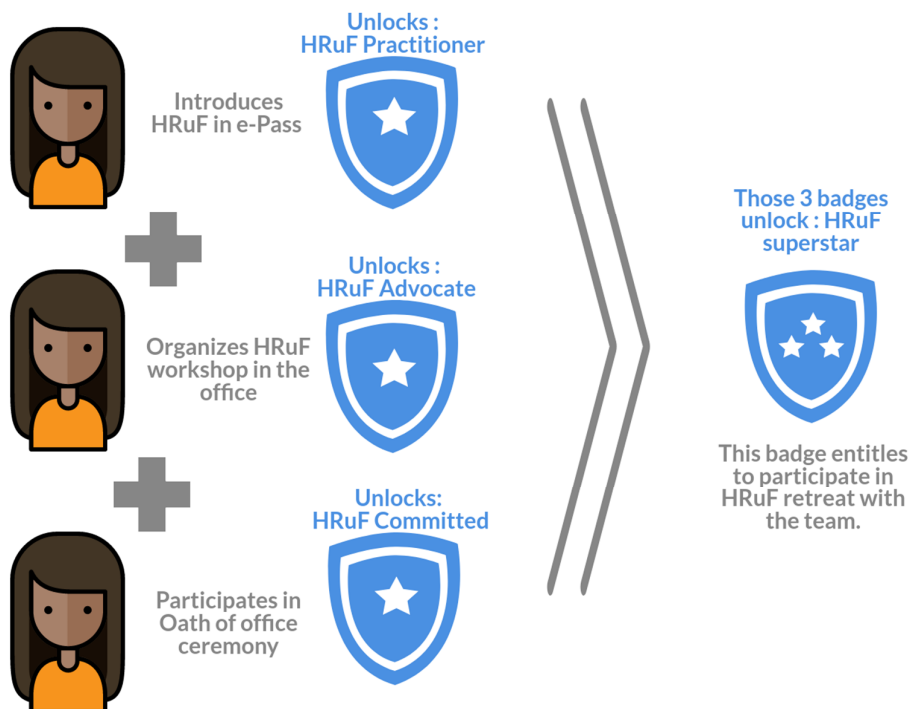 Unlocks :
HRuF Practitioner
Introduces
HRuF in e-Pass
Unlocks :
HRuF Advocate
Organizes HRuF
workshop in the
office
Unlocks:
HRuF Committed
Participates in
Oath of office
ceremony
Those 3 badges
unlock : HRuF
superstar
This badge entitles
to participate in
HRuF retreat with
the team.